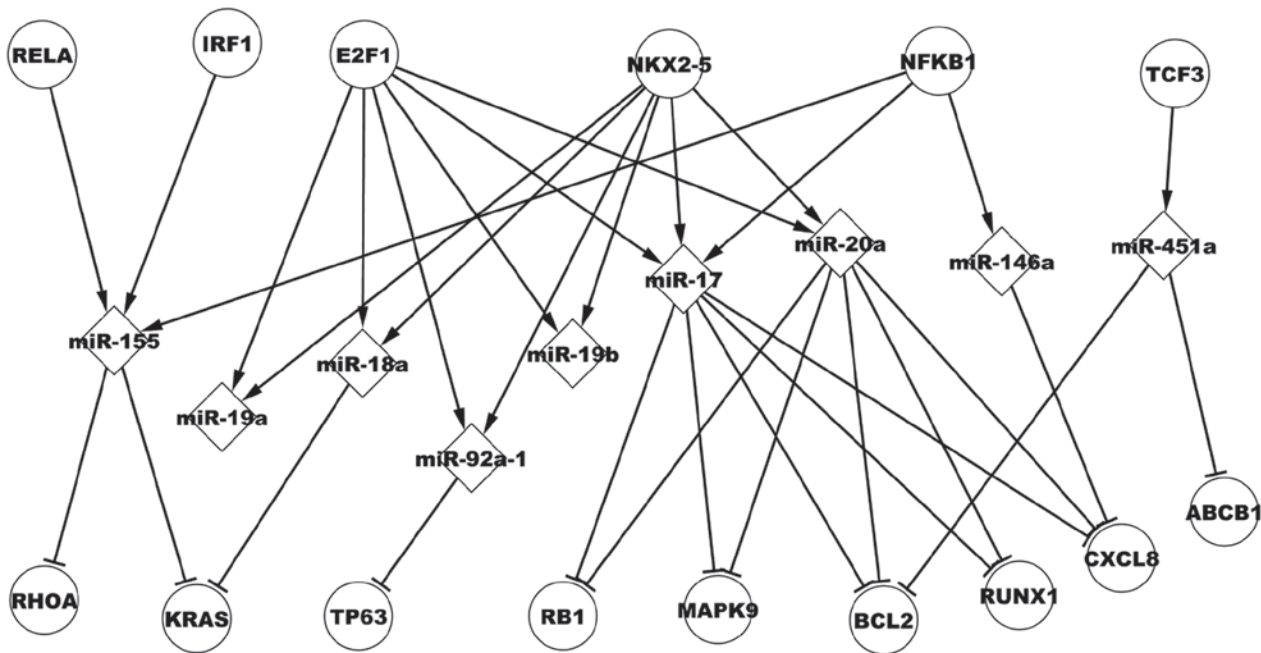 RELA
IRF1
E2F1
NKX2-5
NFKB1
TCF3
miR-155
miR-19a
miR-18a
miR-92a-1
miR-19b
miR-17
miR-20a
miR-146a
miR-451a
RHOA
KRAS
TP63
RB1
MAPK9
BCL2
RUNX1
CXCL8
ABCB1